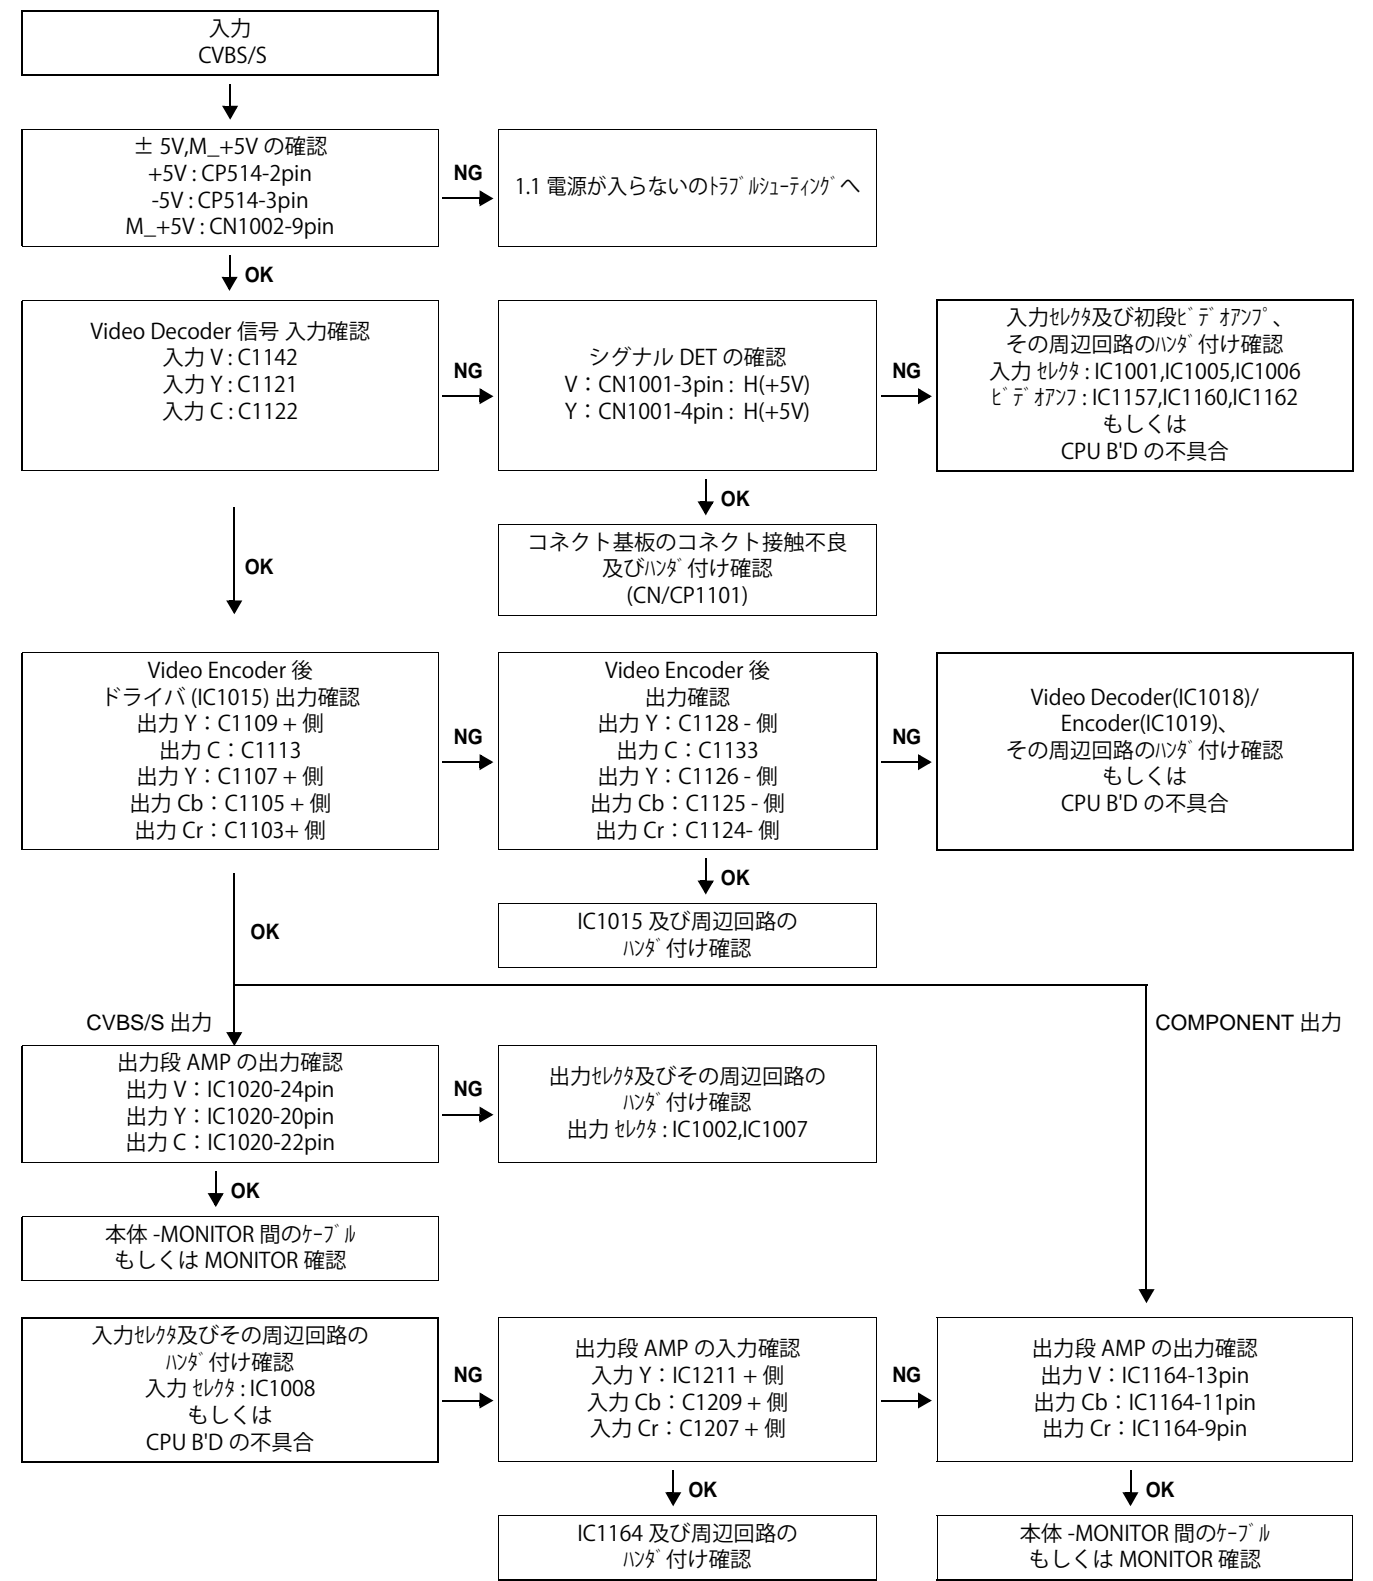 入力
CVBS/S
± 5V,M_+5V の確認
+5V : CP514-2pin
-5V : CP514-3pin
M_+5V : CN1002-9pin
NG
1.1 電源が入らないのﾄﾗﾌﾞﾙｼｭｰﾃｨﾝｸﾞへ
OK
Video Decoder 信号 入力確認
入力 V : C1142
入力 Y : C1121
入力 C : C1122
NG
シグナル DET の確認
V：CN1001-3pin : H(+5V)
Y：CN1001-4pin : H(+5V)
NG
入力ｾﾚｸﾀ及び初段ﾋﾞﾃﾞｵｱﾝﾌﾟ、
その周辺回路のﾊﾝﾀﾞ付け確認
入力 ｾﾚｸﾀ : IC1001,IC1005,IC1006
ﾋﾞﾃﾞｵｱﾝﾌ : IC1157,IC1160,IC1162
もしくは
CPU B'D の不具合
OK
コネクト基板のコネクト接触不良
及びﾊﾝﾀﾞ付け確認
(CN/CP1101)
OK
Video Encoder 後
ドライバ (IC1015) 出力確認
出力 Y：C1109 + 側
出力 C：C1113
出力 Y：C1107 + 側
出力 Cb：C1105 + 側
出力 Cr：C1103+ 側
NG
Video Encoder 後
出力確認
出力 Y：C1128 - 側
出力 C：C1133
出力 Y：C1126 - 側
出力 Cb：C1125 - 側
出力 Cr：C1124- 側
NG
Video Decoder(IC1018)/
Encoder(IC1019)、
その周辺回路のﾊﾝﾀﾞ付け確認
もしくは
CPU B'D の不具合
OK
IC1015 及び周辺回路の
ﾊﾝﾀﾞ付け確認
OK
CVBS/S 出力
COMPONENT 出力
出力段 AMP の出力確認
出力 V：IC1020-24pin
出力 Y：IC1020-20pin
出力 C：IC1020-22pin
NG
出力ｾﾚｸﾀ及びその周辺回路の
ﾊﾝﾀﾞ付け確認
出力 ｾﾚｸﾀ : IC1002,IC1007
OK
本体 -MONITOR 間のｹｰﾌﾞﾙ
もしくは MONITOR 確認
入力ｾﾚｸﾀ及びその周辺回路の
ﾊﾝﾀﾞ付け確認
入力 ｾﾚｸﾀ : IC1008
もしくは
CPU B'D の不具合
NG
出力段 AMP の入力確認
入力 Y：IC1211 + 側
入力 Cb：C1209 + 側
入力 Cr：C1207 + 側
NG
出力段 AMP の出力確認
出力 V：IC1164-13pin
出力 Cb：IC1164-11pin
出力 Cr：IC1164-9pin
OK
IC1164 及び周辺回路の
ﾊﾝﾀﾞ付け確認
OK
本体 -MONITOR 間のｹｰﾌﾞﾙ
もしくは MONITOR 確認